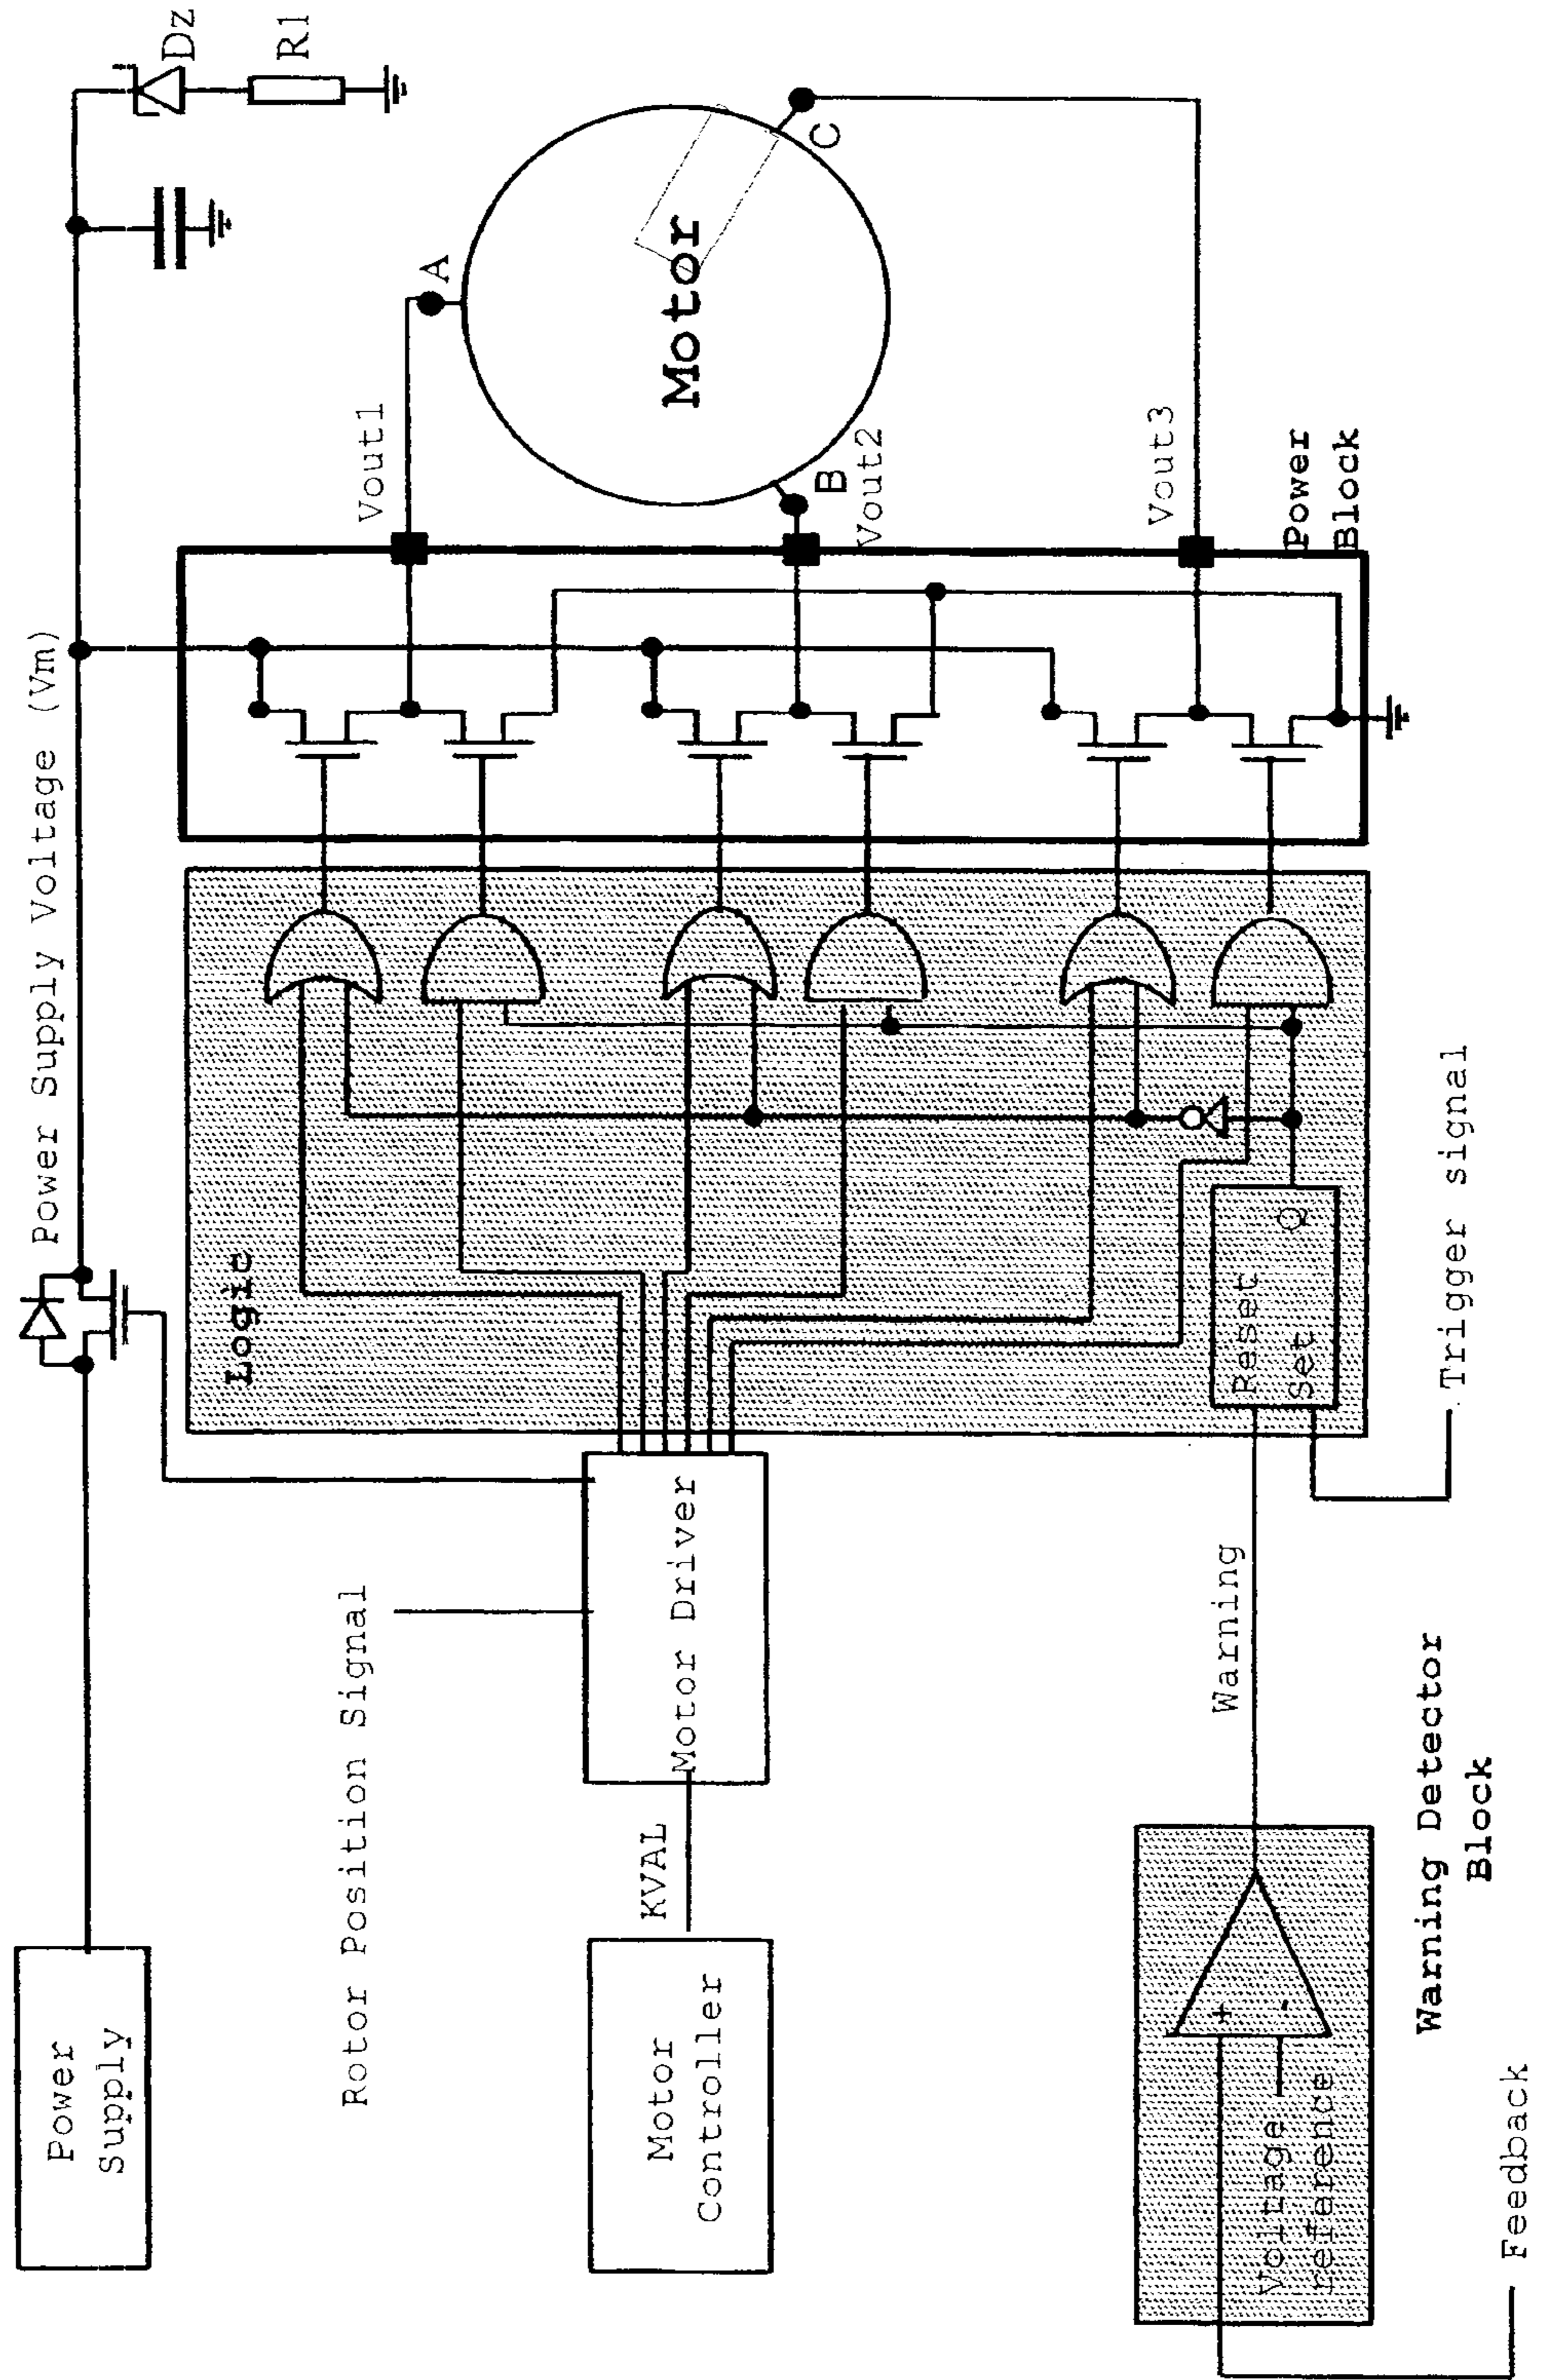 Power
Supply
Power Supply Voltage (Vm)
Dz
R1
Rotor Position Signal
Motor
Controller
KVAL
Motor Driver
Logic
Reset
Set
Q
Vout1
A
Motor
B
Vout2
C
Vout3
Power
Block
Trigger signal
Warning
+
-
Voltage
reference
Warning Detector
Block
Feedback